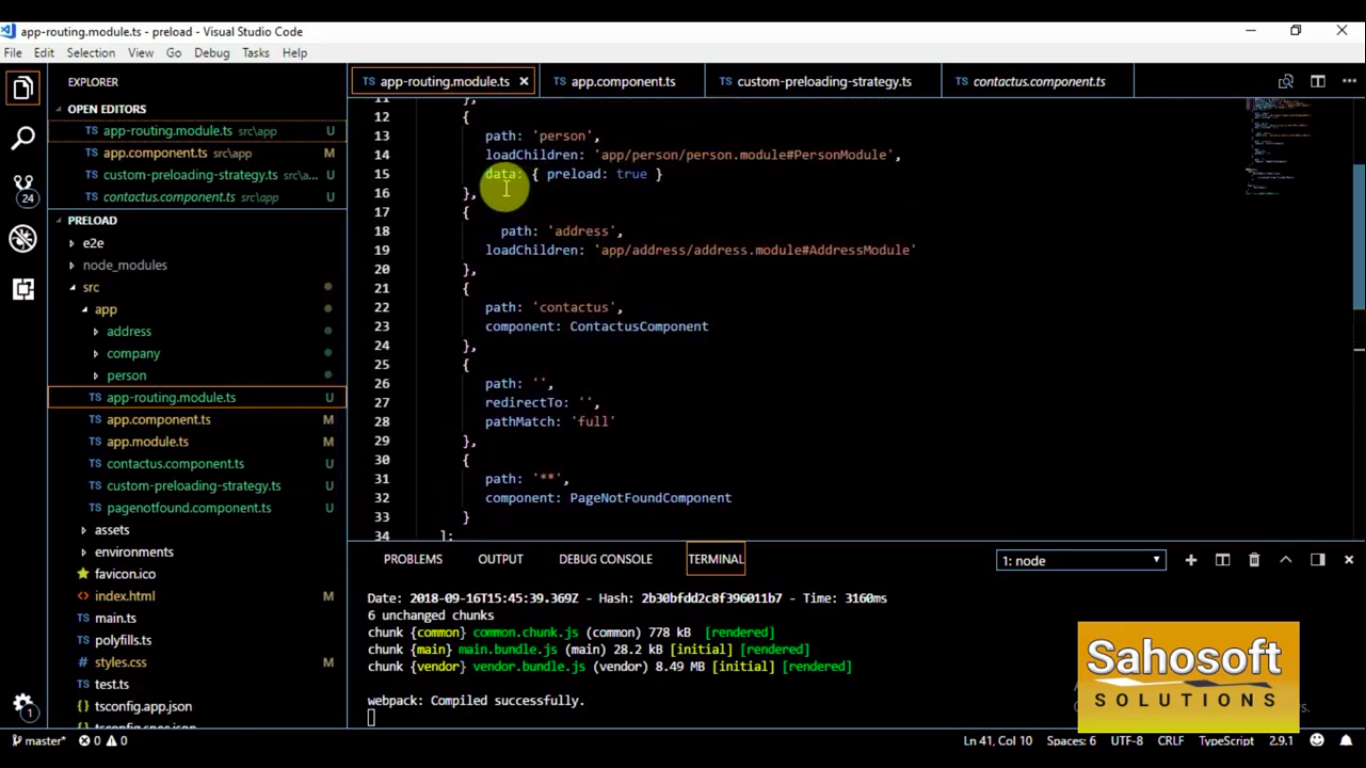 app-routing.module.ts - preload - Visual Studio Code
File Edit Selection View Go Debug Tasks Help
EXPLORER
OPEN EDITORS
TS app-routing.module.ts src\app U
TS app.component.ts src\app M
TS custom-preloading-strategy.ts src\a... U
TS contactus.component.ts src\app U
24
PRELOAD
e2e
node_modules
src
app
address
company
person
TS app-routing.module.ts U
TS app.component.ts M
TS app.module.ts M
TS contactus.component.ts U
TS custom-preloading-strategy.ts U
TS pagenotfound.component.ts U
assets
environments
favicon.ico
<> index.html M
TS main.ts
TS polyfills.ts
# styles.css M
TS test.ts
{} tsconfig.app.json
{} tsconfig.spec.json
1
TS app-routing.module.ts ×
TS app.component.ts
TS custom-preloading-strategy.ts
TS contactus.component.ts
11 },
12 {
13 path: 'person',
14 loadChildren: 'app/person/person.module#PersonModule',
15 data: { preload: true }
16 },
17 {
18 path: 'address',
19 loadChildren: 'app/address/address.module#AddressModule'
20 },
21 {
22 path: 'contactus',
23 component: ContactusComponent
24 },
25 {
26 path: '',
27 redirectTo: '',
28 pathMatch: 'full'
29 },
30 {
31 path: '**',
32 component: PageNotFoundComponent
33 }
34 ];
PROBLEMS OUTPUT DEBUG CONSOLE TERMINAL
1: node
Date: 2018-09-16T15:45:39.369Z - Hash: 2b30bfdd2c8f396011b7 - Time: 3160ms
6 unchanged chunks
chunk {common} common.chunk.js (common) 778 kB [rendered]
chunk {main} main.bundle.js (main) 28.2 kB [initial] [rendered]
chunk {vendor} vendor.bundle.js (vendor) 8.49 MB [initial] [rendered]
webpack: Compiled successfully.
Sahosoft
SOLUTIONS
master* 0 0
Ln 41, Col 10 Spaces: 6 UTF-8 CRLF TypeScript 2.9.1